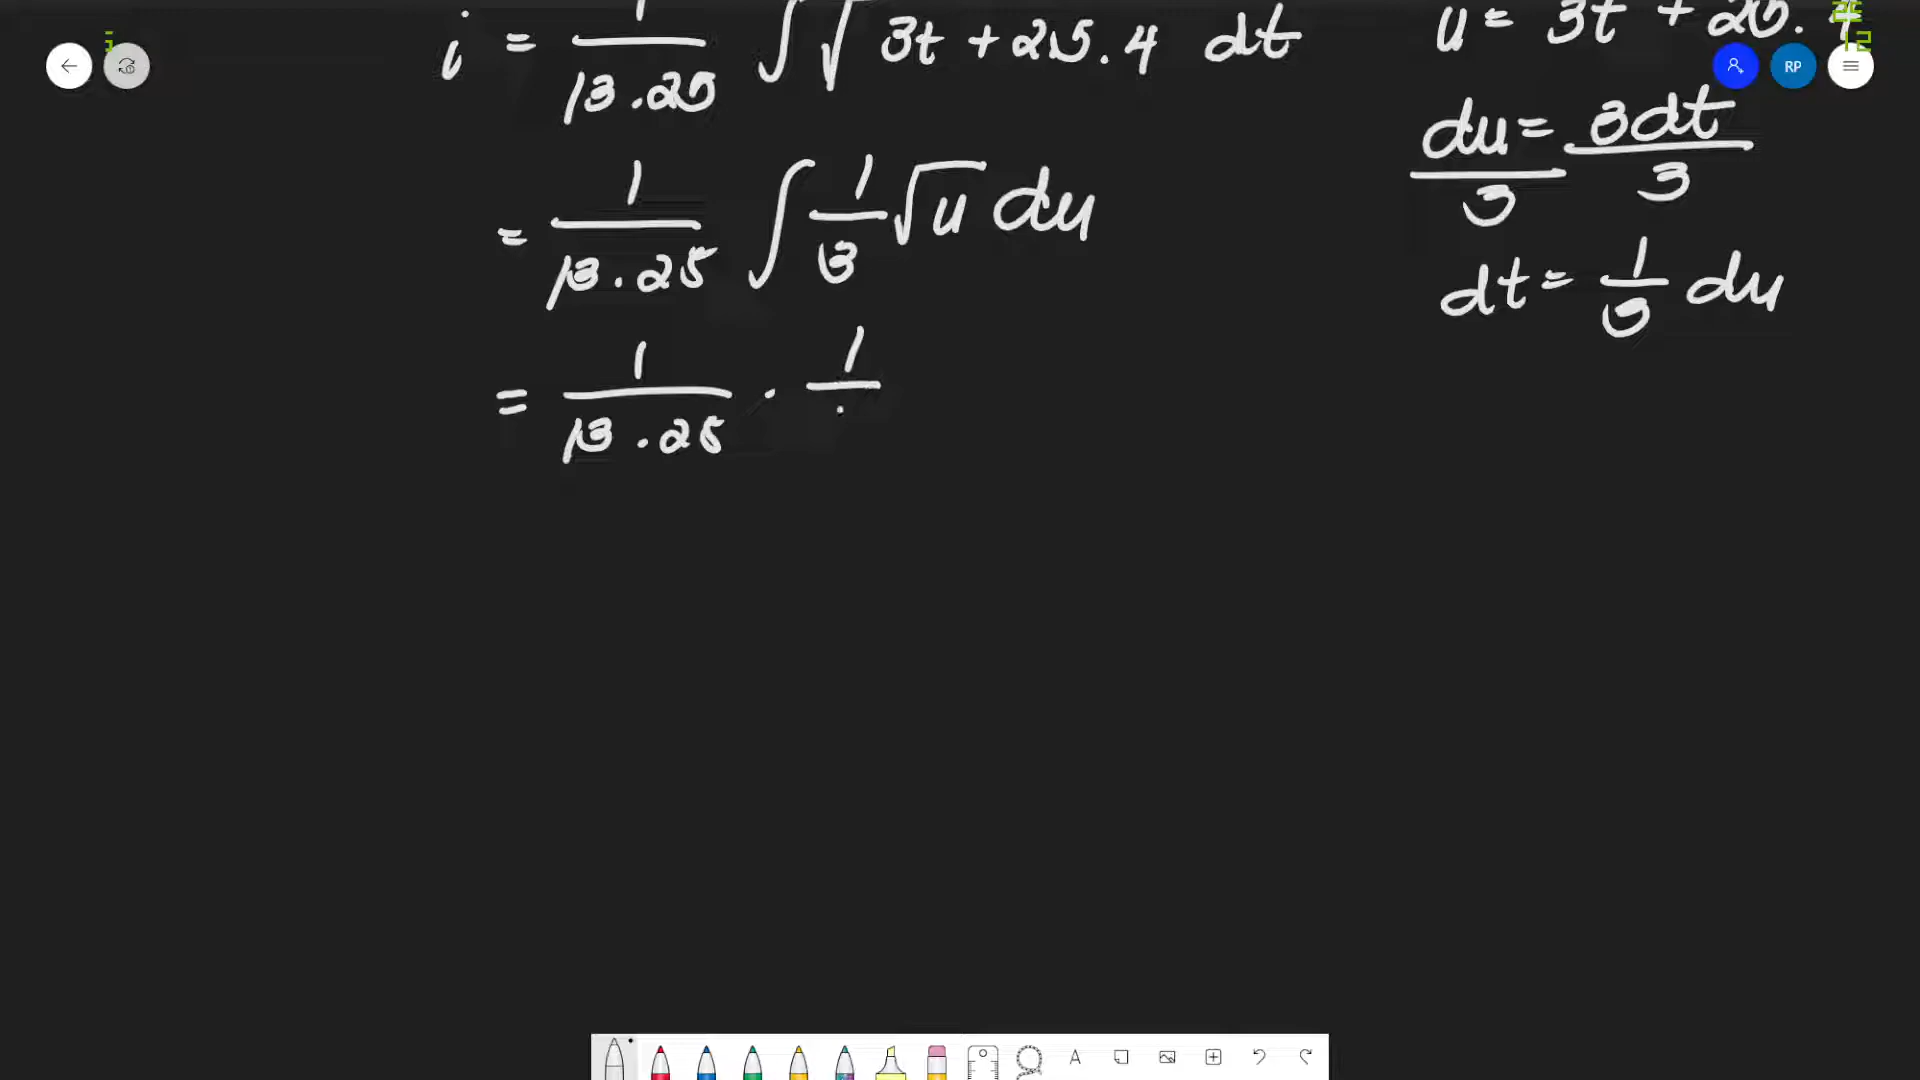 i = 1/13.25 ∫ √ 3t + 25.4 dt
u = 3t + 25.4
RP
du/3 = 3dt/3
= 1/13.25 ∫ 1/3 √u du
dt = 1/3 du
= 1/13.25 · 1/
A